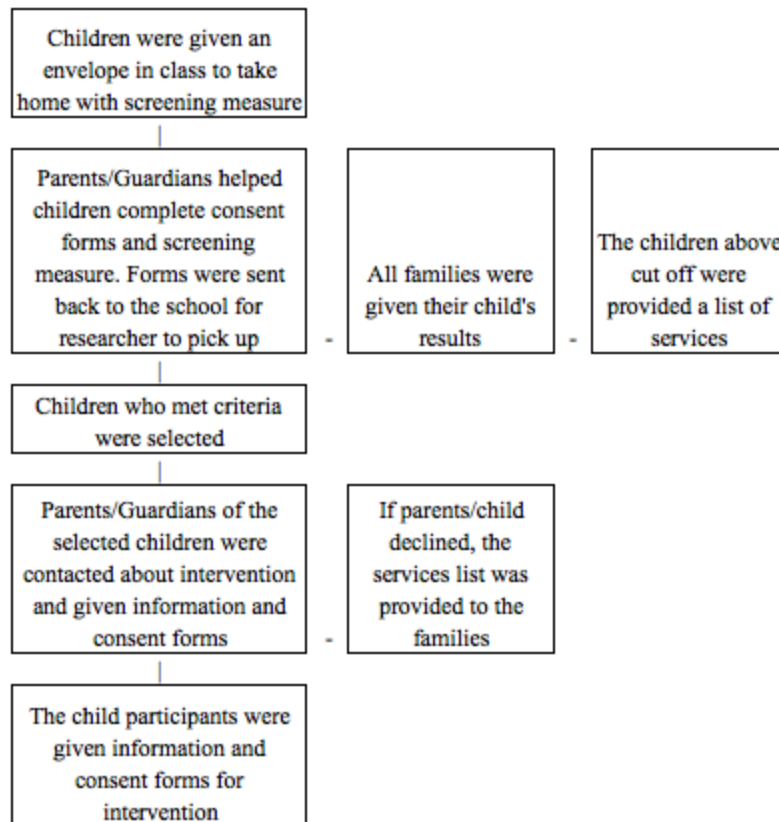 Children were given an
envelope in class to take
home with screening measure
Parents/Guardians helped
children complete consent
forms and screening
measure. Forms were sent
back to the school for
researcher to pick up
-
All families were
given their child's
results
-
The children above
cut off were
provided a list of
services
Children who met criteria
were selected
Parents/Guardians of the
selected children were
contacted about intervention
and given information and
consent forms
-
If parents/child
declined, the
services list was
provided to the
families
The child participants were
given information and
consent forms for
intervention